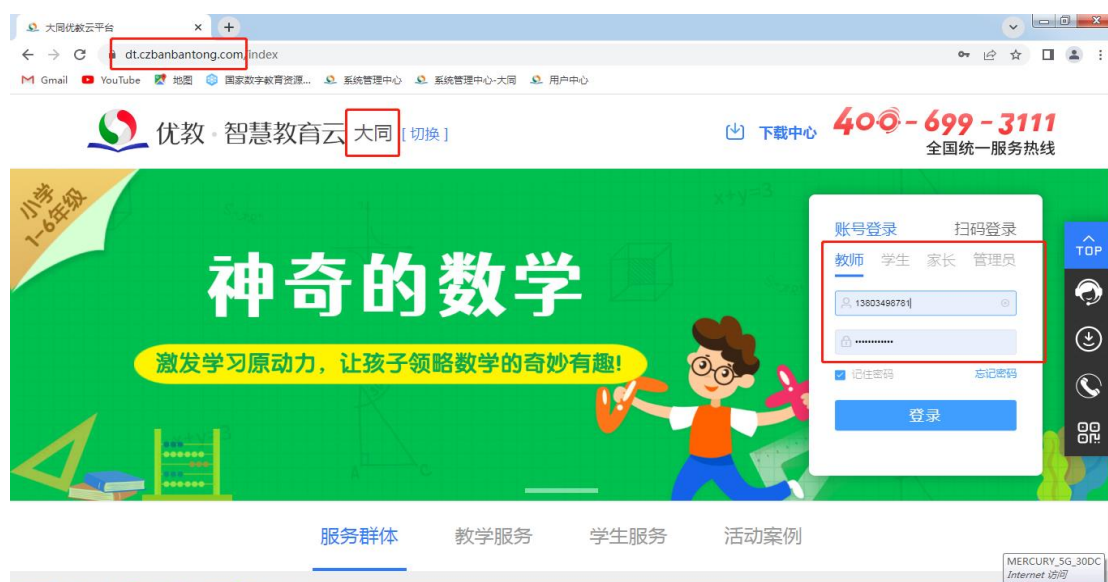 大同优教云平台
dt.czbanbantong.com/index
Gmail
YouTube
地图
国家数字教育资源...
系统管理中心
系统管理中心-大同
用户中心
优教·智慧教育云 大同 [ 切换 ]
下载中心
400-699-3111
全国统一服务热线
小学
1-6年级
x+y=3
神奇的数学
激发学习原动力，让孩子领略数学的奇妙有趣!
账号登录 扫码登录
教师 学生 家长 管理员
13803498781
记住密码 忘记密码
登录
TOP
A C
服务群体 教学服务 学生服务 活动案例
MERCURY_5G_30DC
Internet 访问